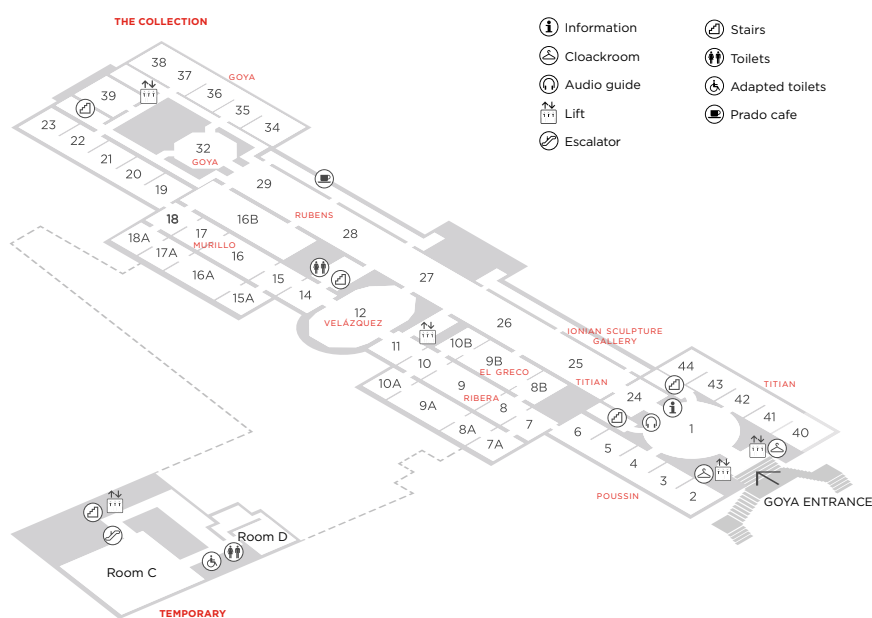 THE COLLECTION
Information
Cloackroom
Audio guide
Lift
Escalator
Stairs
Toilets
Adapted toilets
Prado cafe
38
37
GOYA
36
39
35
34
23
22
32
GOYA
21
20
19
29
18
16B
RUBENS
17
28
MURILLO
18A
17A
16
16A
15
15A
14
27
12
VELÁZQUEZ
26
IONIAN SCULPTURE
GALLERY
11
10B
10
9B
EL GRECO
25
10A
9
8B
TITIAN
RIBERA
9A
8
8A
7
7A
44
43
TITIAN
42
24
41
1
40
6
5
4
3
2
POUSSIN
GOYA ENTRANCE
Room D
Room C
TEMPORARY